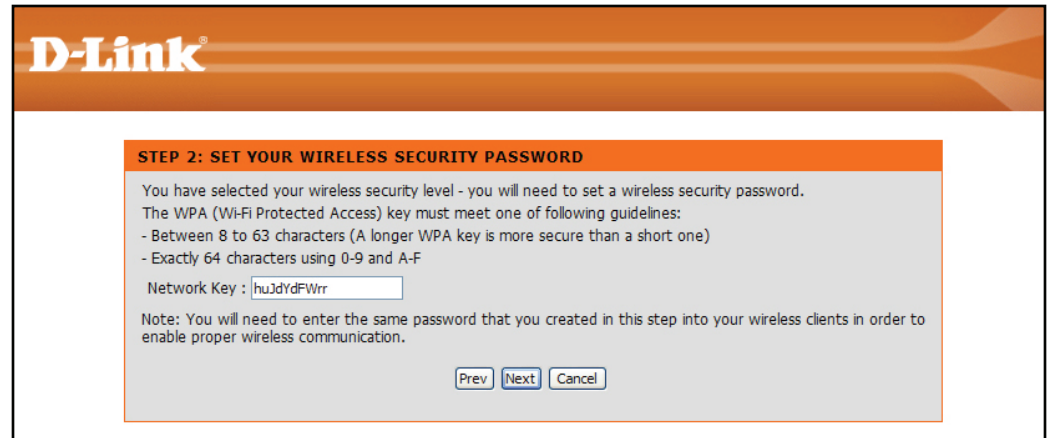 D-Link®
STEP 2: SET YOUR WIRELESS SECURITY PASSWORD
You have selected your wireless security level - you will need to set a wireless security password.
The WPA (Wi-Fi Protected Access) key must meet one of following guidelines:
- Between 8 to 63 characters (A longer WPA key is more secure than a short one)
- Exactly 64 characters using 0-9 and A-F
Network Key : huJdYdFWrr
Note: You will need to enter the same password that you created in this step into your wireless clients in order to
enable proper wireless communication.
Prev Next Cancel